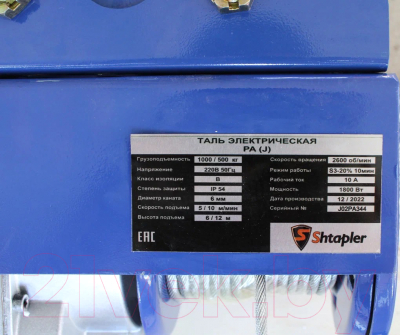 ТАЛЬ ЭЛЕКТРИЧЕСКАЯ
РА (J)
Грузоподъемность 1000 / 500 кг
Напряжение 220В 50Гц
Класс изоляции В
Степень защиты IP 54
Диаметр каната 6 мм
Скорость подъема 5 / 10 м/мин
Высота подъема 6 / 12 м
Скорость вращения 2600 об/мин
Режим работы S3-20% 10мин
Рабочий ток 10 А
Мощность 1800 Вт
Дата производства 12 / 2022
Серийный № J02PA344
EAC
Shtapler